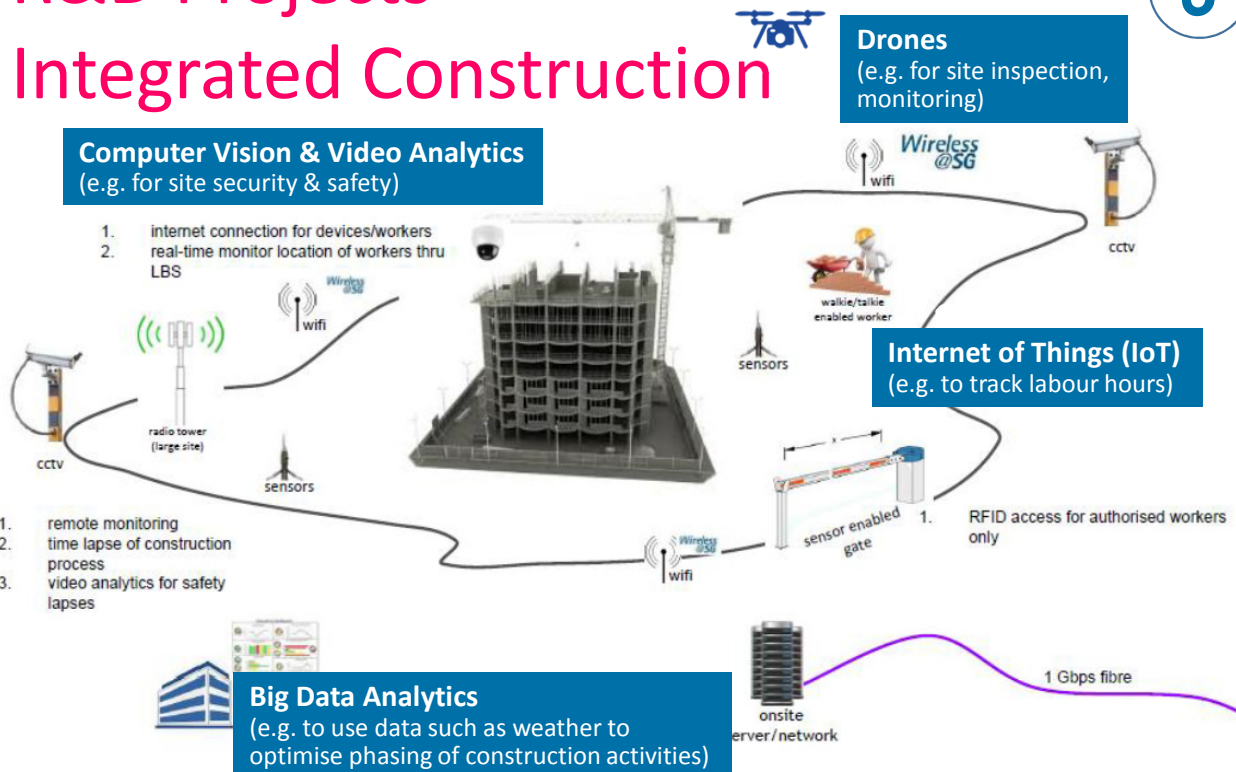 R&D Projects
Integrated Construction
6
Drones
(e.g. for site inspection,
monitoring)
Computer Vision & Video Analytics
(e.g. for site security & safety)
Wireless
@SG
wifi
cctv
1. internet connection for devices/workers
2. real-time monitor location of workers thru
LBS
Wireless
@SG
wifi
walkie/talkie
enabled worker
sensors
Internet of Things (IoT)
(e.g. to track labour hours)
radio tower
(large site)
cctv
sensors
x
sensor enabled
gate
1. RFID access for authorised workers
only
1. remote monitoring
2. time lapse of construction
process
3. video analytics for safety
lapses
Wireless
@SG
wifi
Big Data Analytics
(e.g. to use data such as weather to
optimise phasing of construction activities)
onsite
server/network
1 Gbps fibre